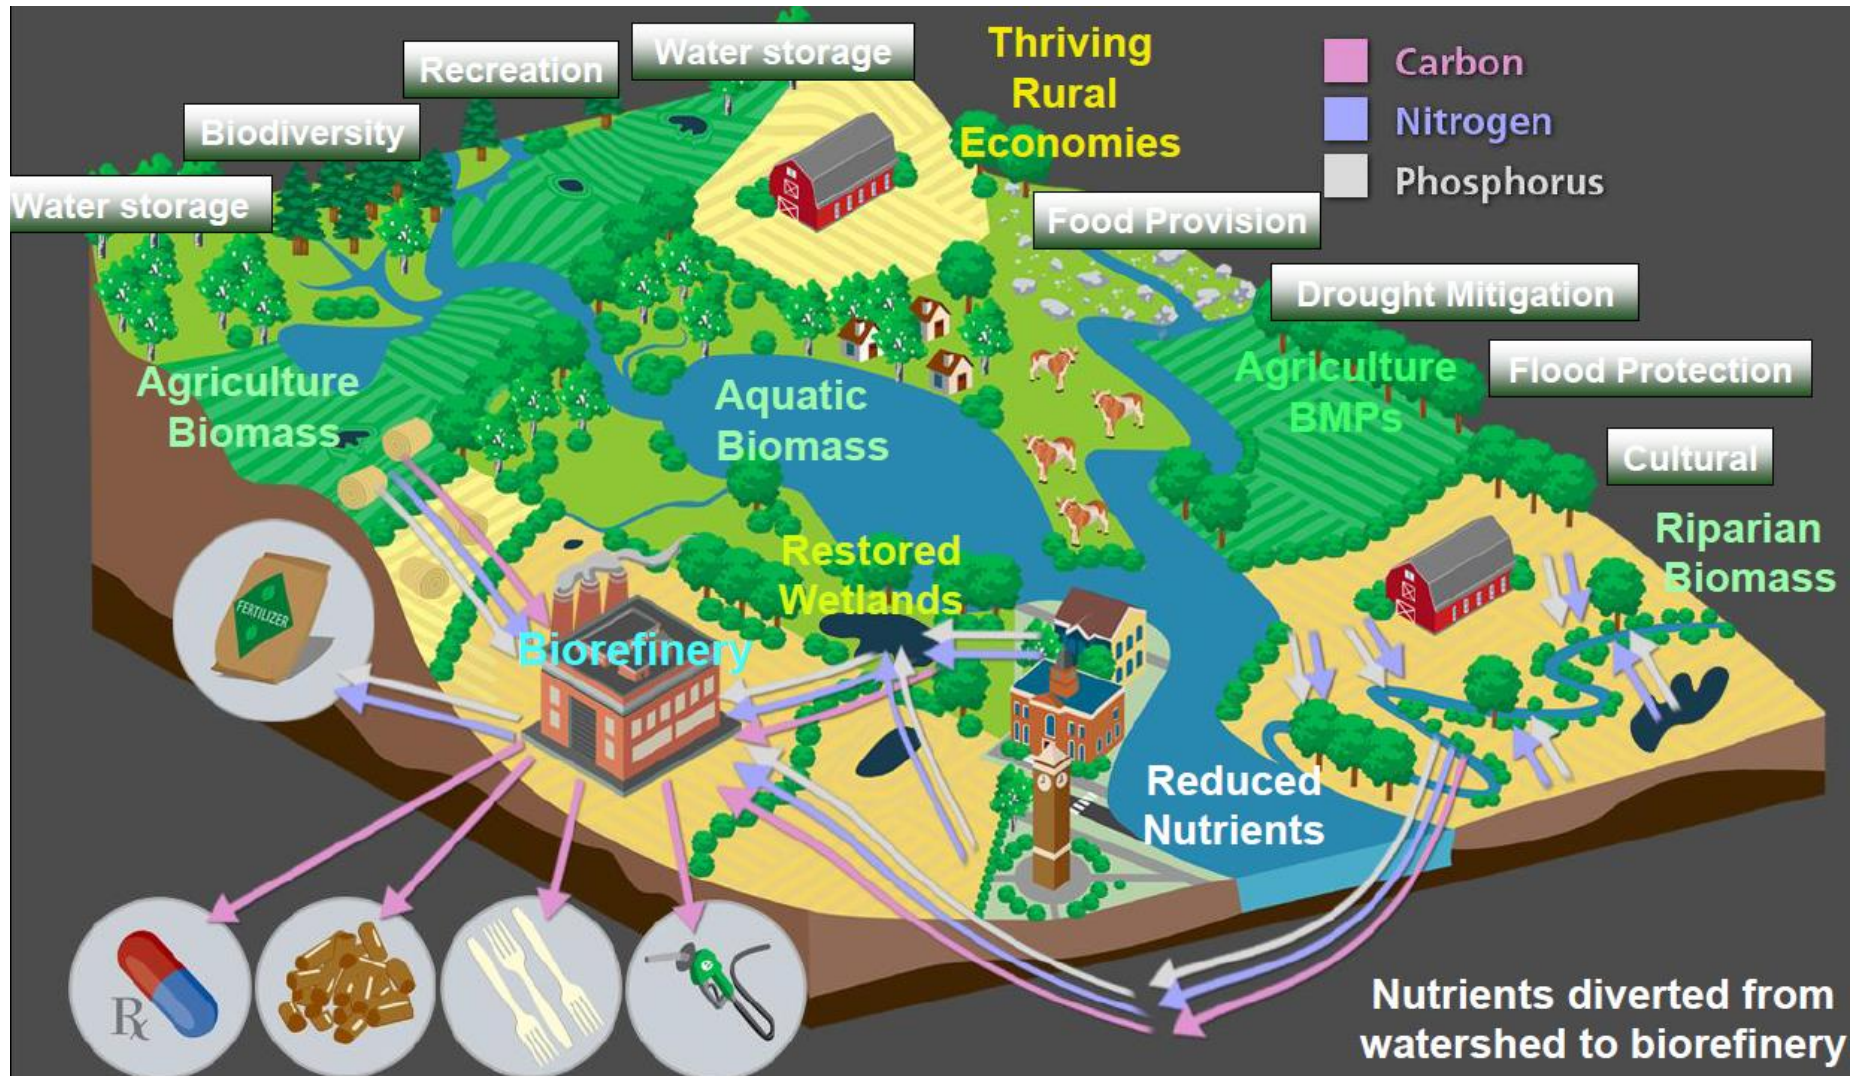 Water storage
Recreation
Biodiversity
Water storage
Thriving
Rural
Economies
Carbon
Nitrogen
Phosphorus
Food Provision
Drought Mitigation
Flood Protection
Cultural
Agriculture
Biomass
Aquatic
Biomass
Agriculture
BMPs
Riparian
Biomass
Restored
Wetlands
Biorefinery
FERTILIZER
Reduced
Nutrients
Rx
e
Nutrients diverted from
watershed to biorefinery